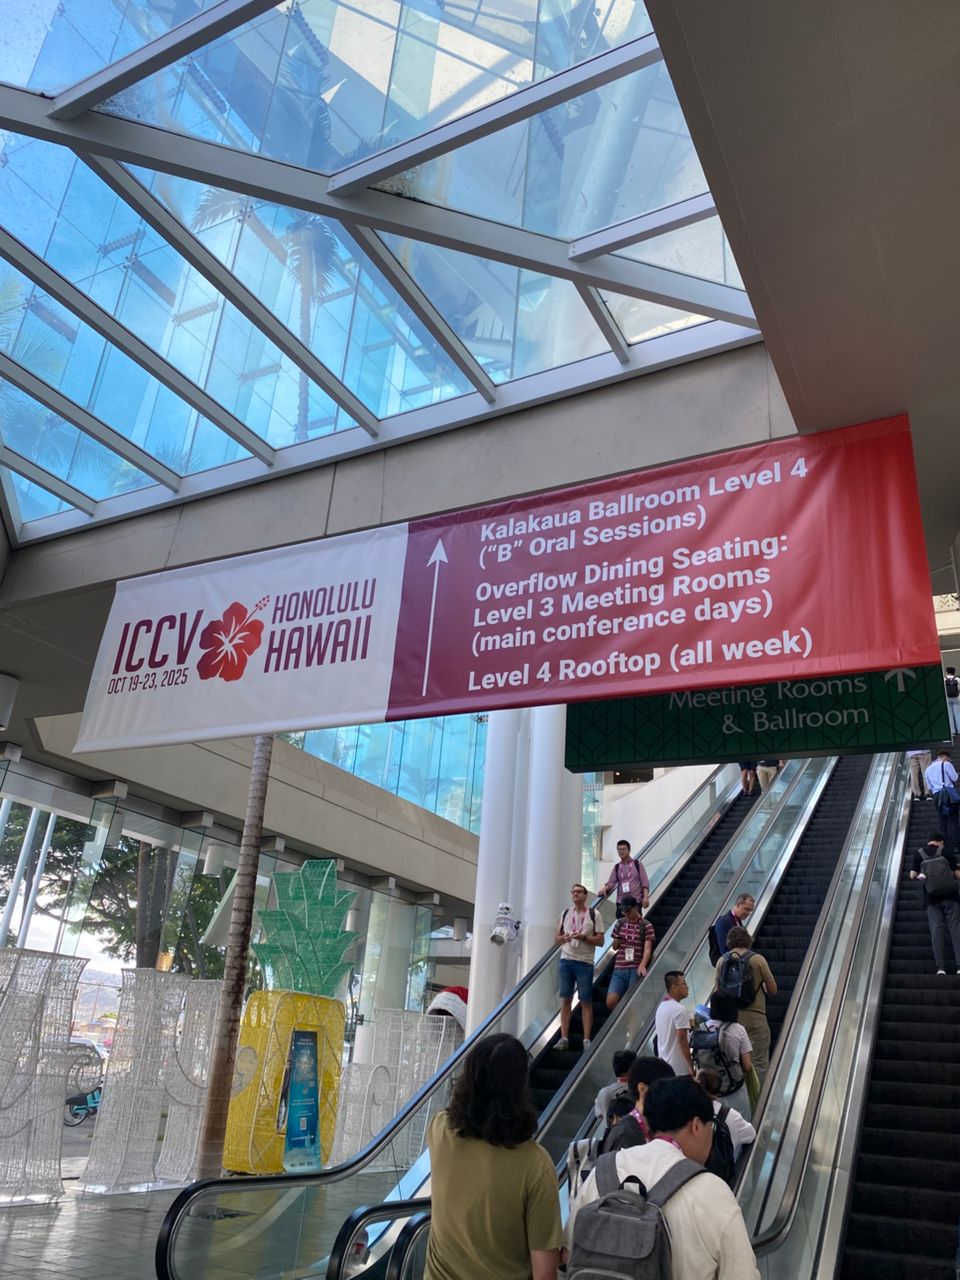 ICCV
OCT 19-23, 2025
HONOLULU
HAWAII
Kalakaua Ballroom Level 4
("B" Oral Sessions)
Overflow Dining Seating:
Level 3 Meeting Rooms
(main conference days)
Level 4 Rooftop (all week)
Meeting Rooms
& Ballroom